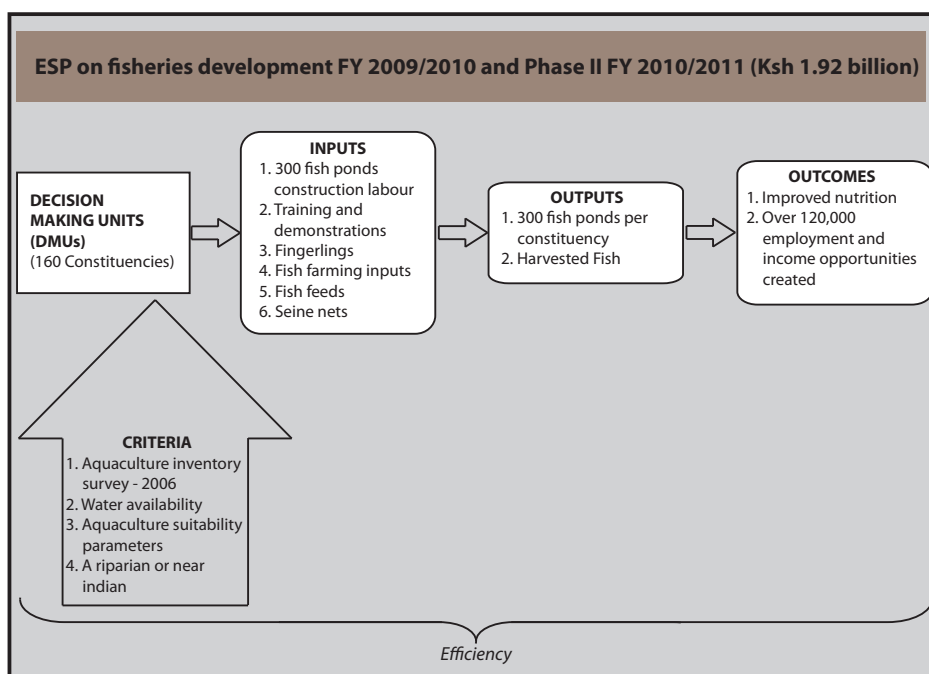 ESP on fisheries development FY 2009/2010 and Phase II FY 2010/2011 (Ksh 1.92 billion)
DECISION
MAKING UNITS
(DMUs)
(160 Constituencies)
INPUTS
1. 300 fish ponds
construction labour
2. Training and
demonstrations
3. Fingerlings
4. Fish farming inputs
5. Fish feeds
6. Seine nets
OUTPUTS
1. 300 fish ponds per
constituency
2. Harvested Fish
OUTCOMES
1. Improved nutrition
2. Over 120,000
employment and
income opportunities
created
CRITERIA
1. Aquaculture inventory
survey - 2006
2. Water availability
3. Aquaculture suitability
parameters
4. A riparian or near
indian
Efficiency